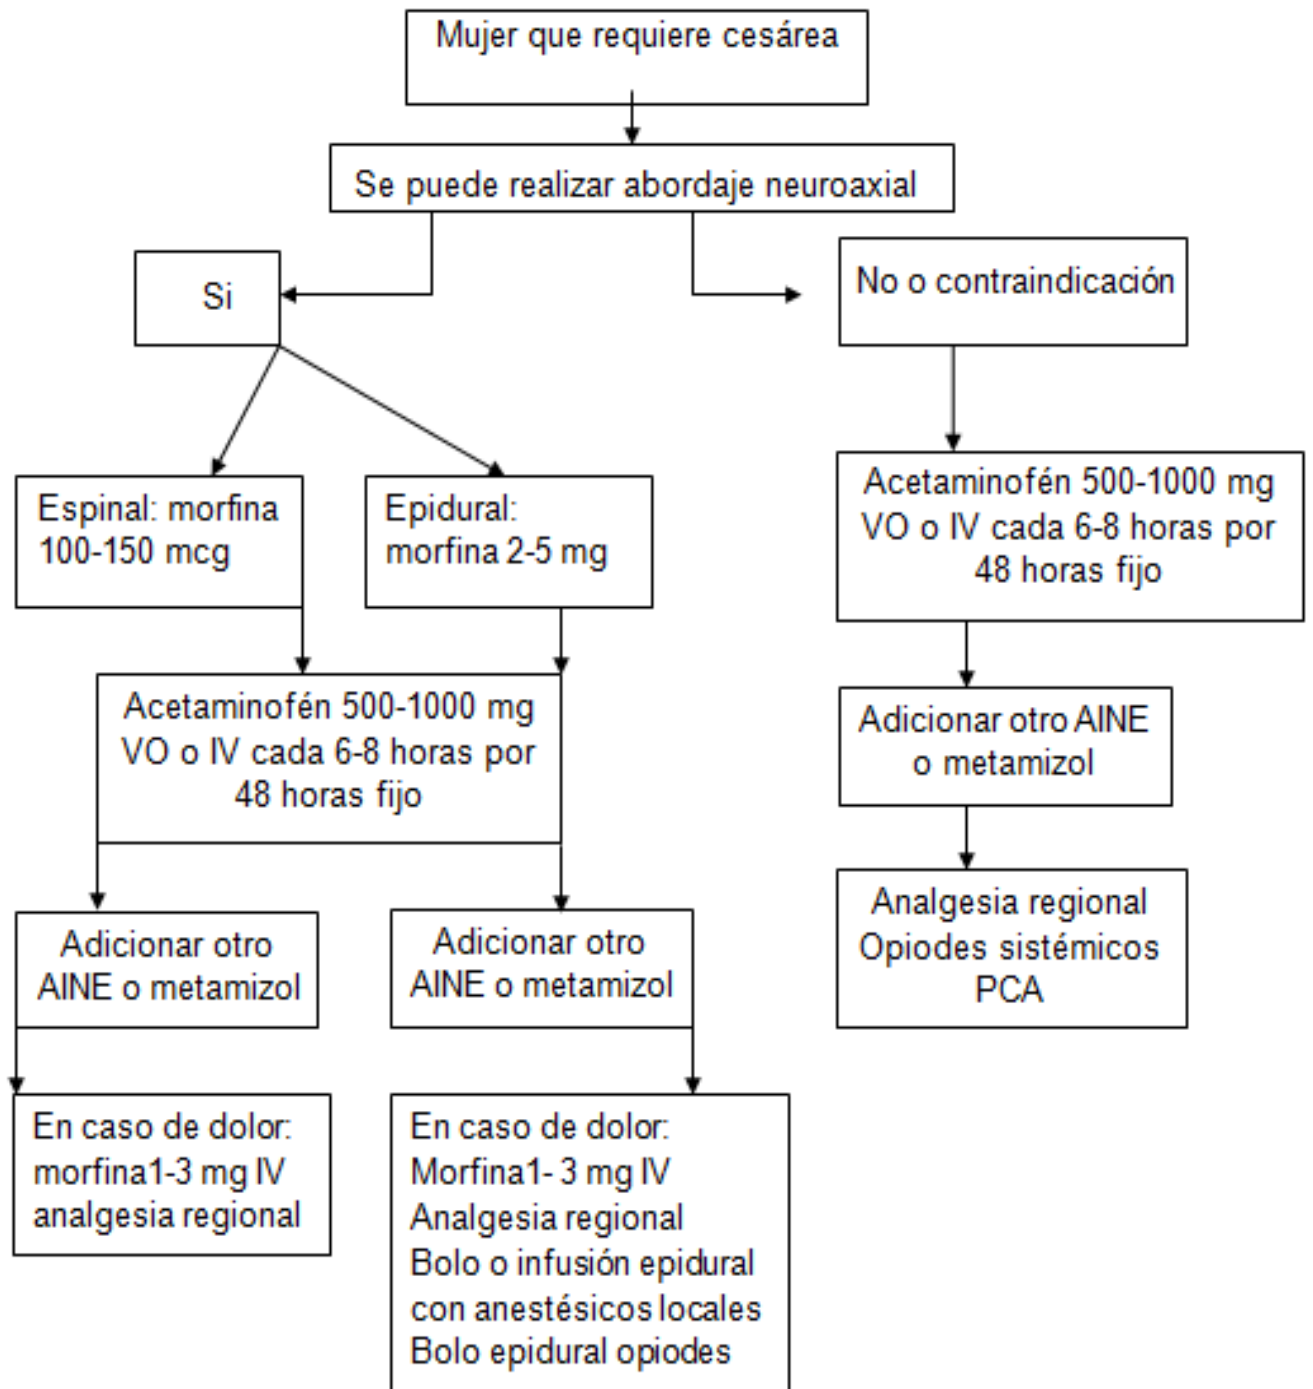 Mujer que requiere cesárea
Se puede realizar abordaje neuroaxial
Si
No o contraindicación
Espinal: morfina
100-150 mcg
Epidural:
morfina 2-5 mg
Acetaminofén 500-1000 mg
VO o IV cada 6-8 horas por
48 horas fijo
Acetaminofén 500-1000 mg
VO o IV cada 6-8 horas por
48 horas fijo
Adicionar otro AINE
o metamizol
Adicionar otro
AINE o metamizol
Adicionar otro
AINE o metamizol
Analgesia regional
Opiodes sistémicos
PCA
En caso de dolor:
morfina1-3 mg IV
analgesia regional
En caso de dolor:
Morfina1- 3 mg IV
Analgesia regional
Bolo o infusión epidural
con anestésicos locales
Bolo epidural opiodes